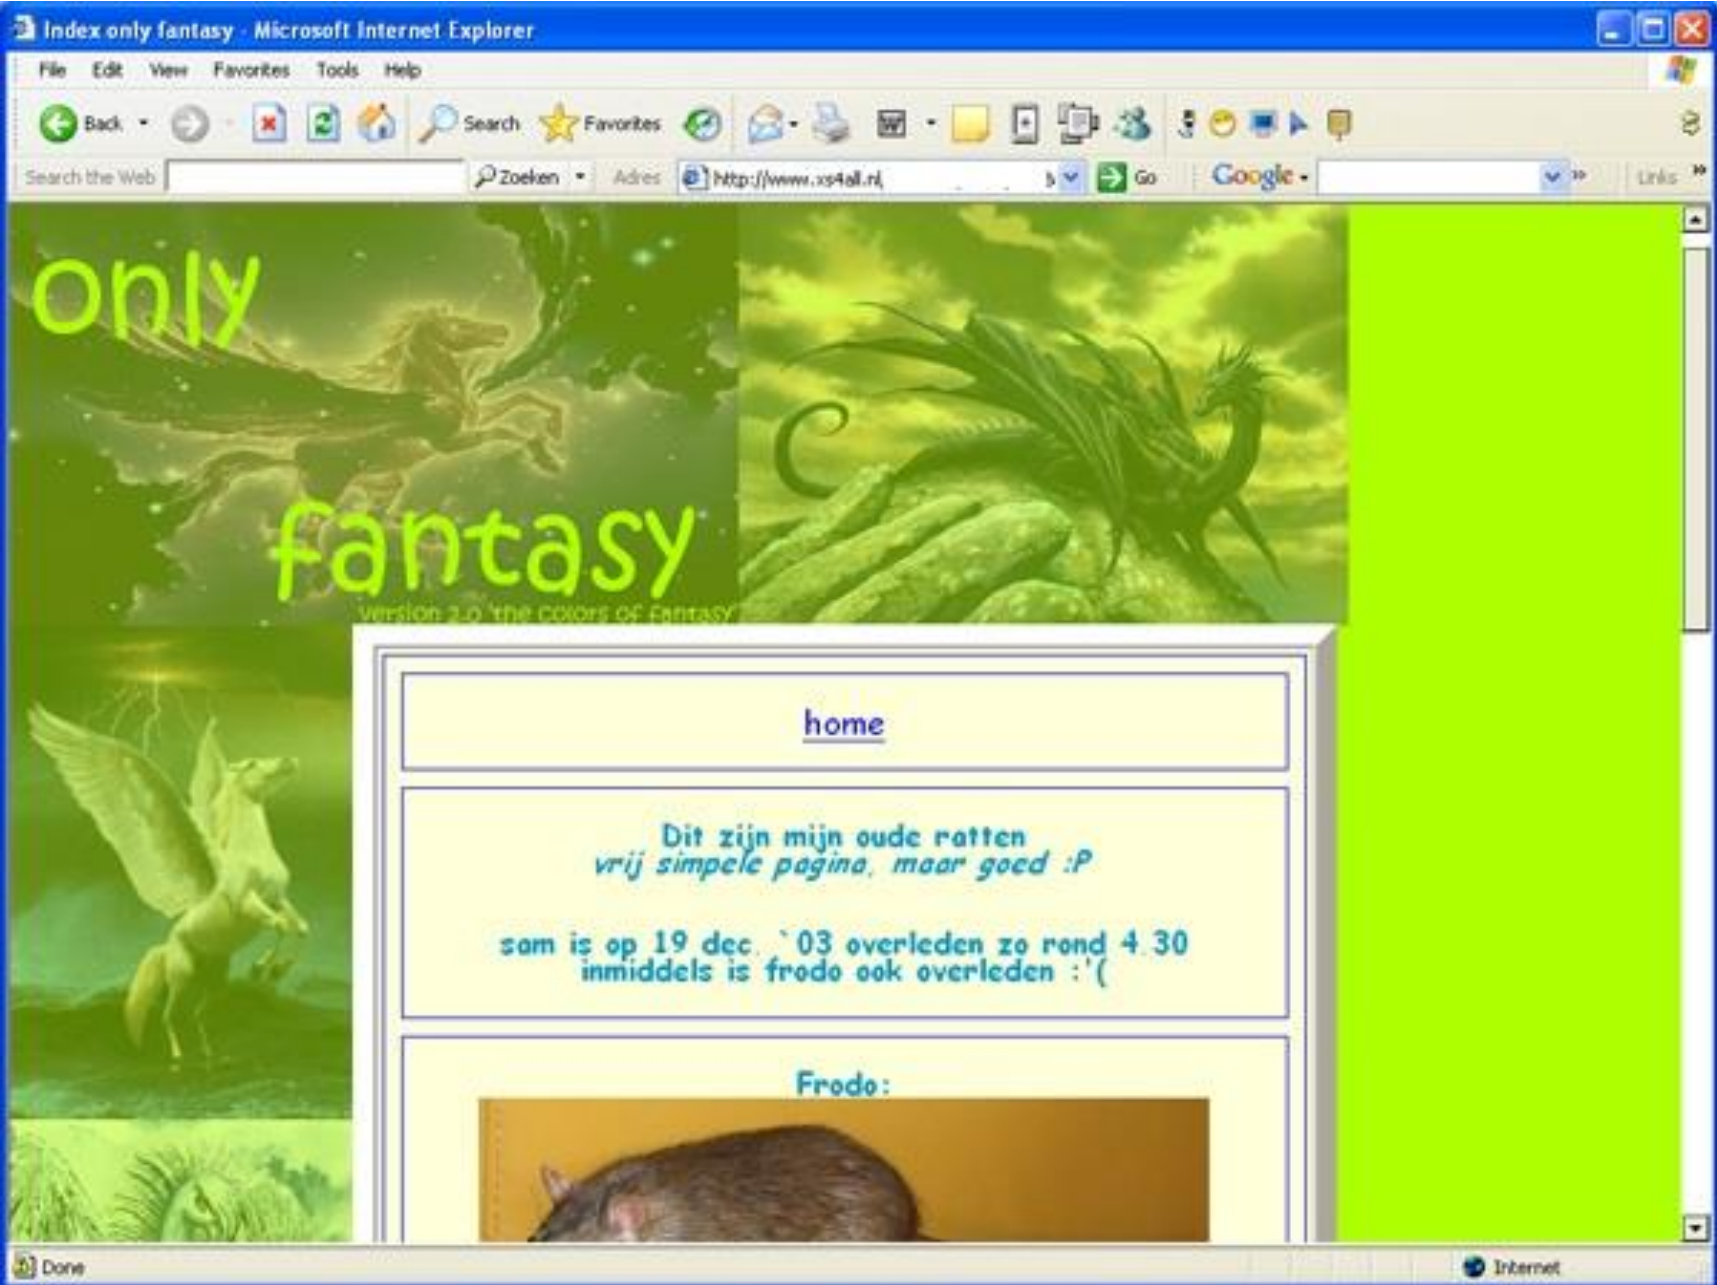 Index only fantasy - Microsoft Internet Explorer
File Edit View Favorites Tools Help
Back Search Favorites
Search the Web Zoeken Adres http://www.xs4all.nl Go Google Links
only
fantasy
version 2.0 'the colors of fantasy'
home
Dit zijn mijn oude ratten
vrij simpele pagina, maar goed :P
sam is op 19 dec. `03 overleden zo rond 4.30
inmiddels is frodo ook overleden :'(
Frodo:
Done Internet